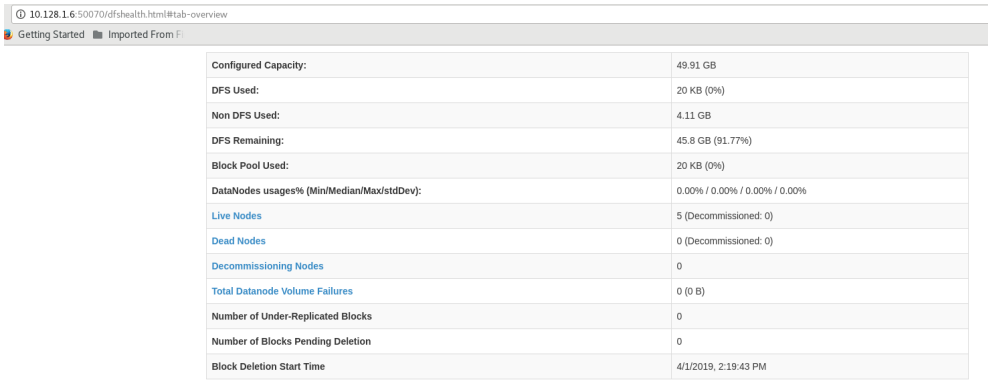 10.128.1.6:50070/dfshealth.html#tab-overview
Getting Started Imported From Fi
Configured Capacity: 49.91 GB
DFS Used: 20 KB (0%)
Non DFS Used: 4.11 GB
DFS Remaining: 45.8 GB (91.77%)
Block Pool Used: 20 KB (0%)
DataNodes usages% (Min/Median/Max/stdDev): 0.00% / 0.00% / 0.00% / 0.00%
Live Nodes 5 (Decommissioned: 0)
Dead Nodes 0 (Decommissioned: 0)
Decommissioning Nodes 0
Total Datanode Volume Failures 0 (0 B)
Number of Under-Replicated Blocks 0
Number of Blocks Pending Deletion 0
Block Deletion Start Time 4/1/2019, 2:19:43 PM